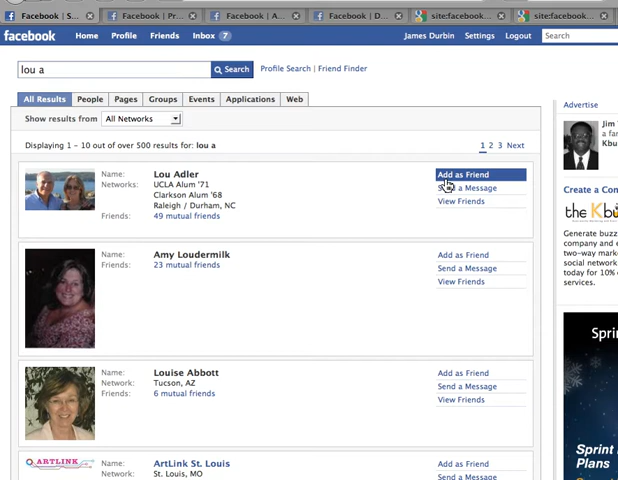 Facebook | S...
Facebook | Pr...
Facebook | A...
Facebook | D...
site:facebook...
site:facebook...
facebook Home Profile Friends Inbox 7 James Durbin Settings Logout Search
lou a Search Profile Search | Friend Finder
All Results People Pages Groups Events Applications Web
Show results from All Networks
Displaying 1 - 10 out of over 500 results for: lou a 1 2 3 Next
Name: Lou Adler
Networks: UCLA Alum '71
Clarkson Alum '68
Raleigh / Durham, NC
Friends: 49 mutual friends
Add as Friend
a Message
View Friends
Name: Amy Loudermilk
Friends: 23 mutual friends
Add as Friend
Send a Message
View Friends
Name: Louise Abbott
Network: Tucson, AZ
Friends: 6 mutual friends
Add as Friend
Send a Message
View Friends
ARTLINK
Name: ArtLink St. Louis
Network: St. Louis, MO
Add as Friend
Send a Message
Advertise
Jim
a fa
Kbu
Create a Con
the Kbu
Generate buzz
company and e
two-way marke
social network
today for 10%
services.
Sprin
Sprint
Plans